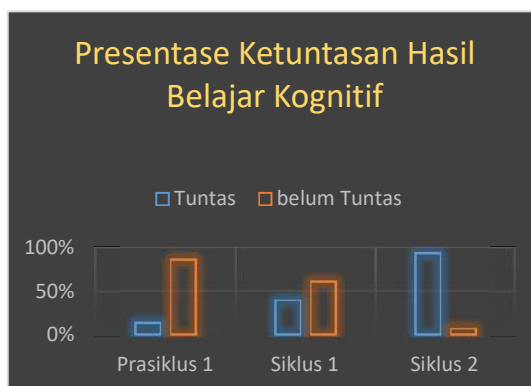 Presentase Ketuntasan Hasil
Belajar Kognitif
Tuntas belum Tuntas
100%
50%
0%
Prasiklus 1 Siklus 1 Siklus 2